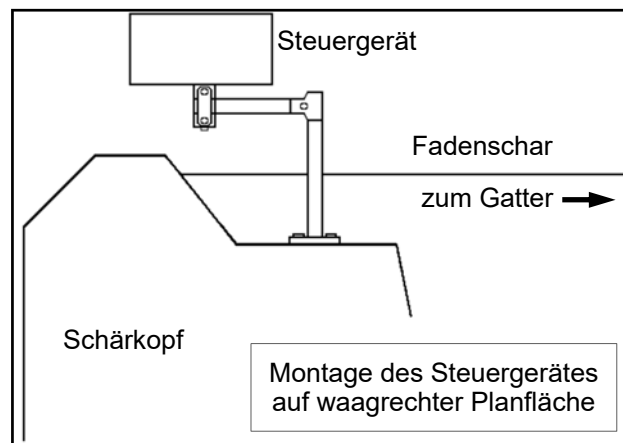 Steuergerät
Fadenschar
zum Gatter
Schärkopf
Montage des Steuergerätes
auf waagrechter Planfläche